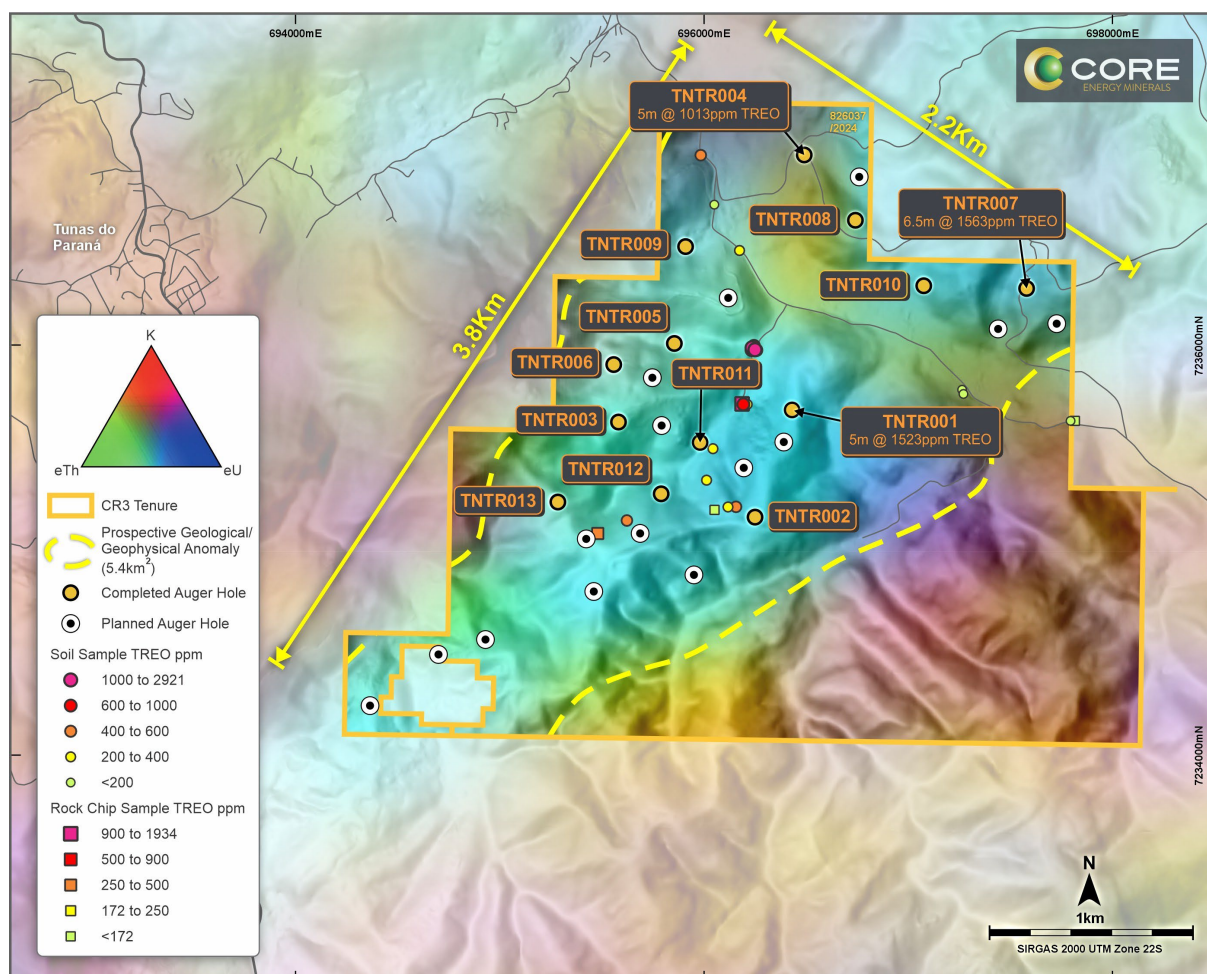 694000mE
696000mE
698000mE
CORE
ENERGY MINERALS
TNTR004
5m @ 1013ppm TREO
826037
/2024
2.2Km
TNTR007
6.5m @ 1563ppm TREO
TNTR008
TNTR009
TNTR010
Tunas do
Paraná
3.8Km
TNTR005
7236000mN
TNTR006
TNTR011
TNTR003
TNTR001
5m @ 1523ppm TREO
TNTR012
TNTR013
TNTR002
7234000mN
K
eTh
eU
CR3 Tenure
Prospective Geological/
Geophysical Anomaly
(5.4km²)
Completed Auger Hole
Planned Auger Hole
Soil Sample TREO ppm
1000 to 2921
600 to 1000
400 to 600
200 to 400
<200
Rock Chip Sample TREO ppm
900 to 1934
500 to 900
250 to 500
172 to 250
<172
N
1km
SIRGAS 2000 UTM Zone 22S